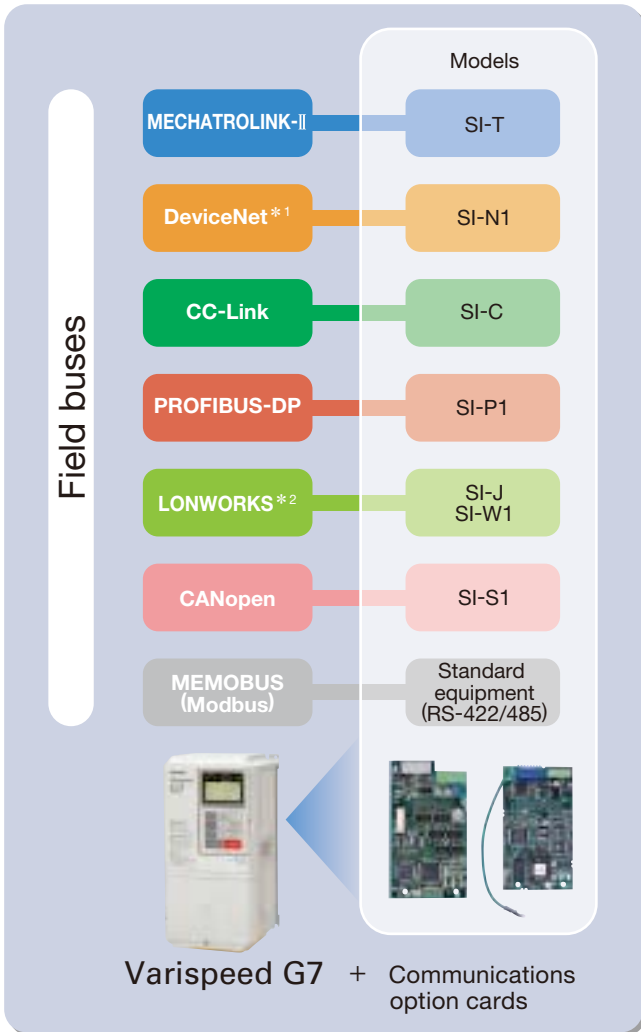 Models
MECHATROLINK-Ⅱ
SI-T
DeviceNet*1
SI-N1
CC-Link
SI-C
PROFIBUS-DP
SI-P1
LONWORKS*2
SI-J
SI-W1
CANopen
SI-S1
MEMOBUS
(Modbus)
Standard
equipment
(RS-422/485)
Field buses
Varispeed G7 + Communications
option cards